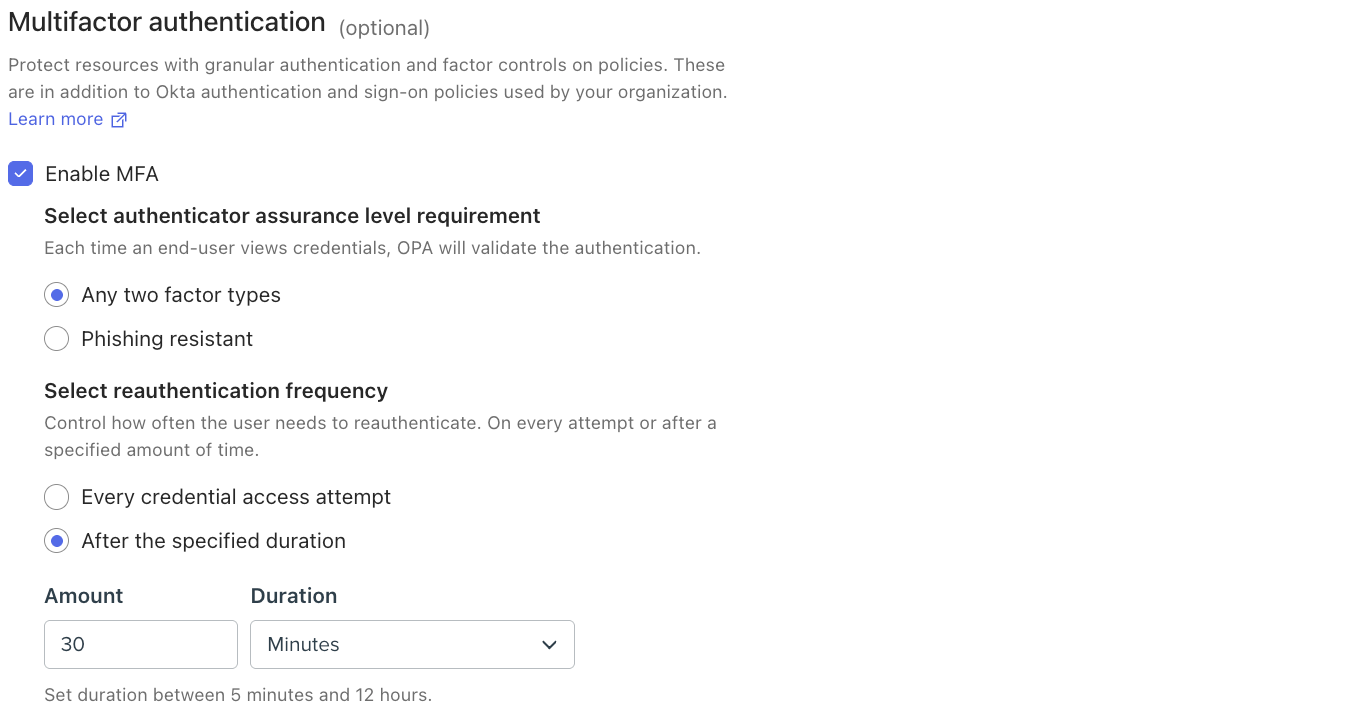 Multifactor authentication (optional)
Protect resources with granular authentication and factor controls on policies. These
are in addition to Okta authentication and sign-on policies used by your organization.
Learn more
Enable MFA
Select authenticator assurance level requirement
Each time an end-user views credentials, OPA will validate the authentication.
Any two factor types
Phishing resistant
Select reauthentication frequency
Control how often the user needs to reauthenticate. On every attempt or after a
specified amount of time.
Every credential access attempt
After the specified duration
Amount Duration
30 Minutes
Set duration between 5 minutes and 12 hours.